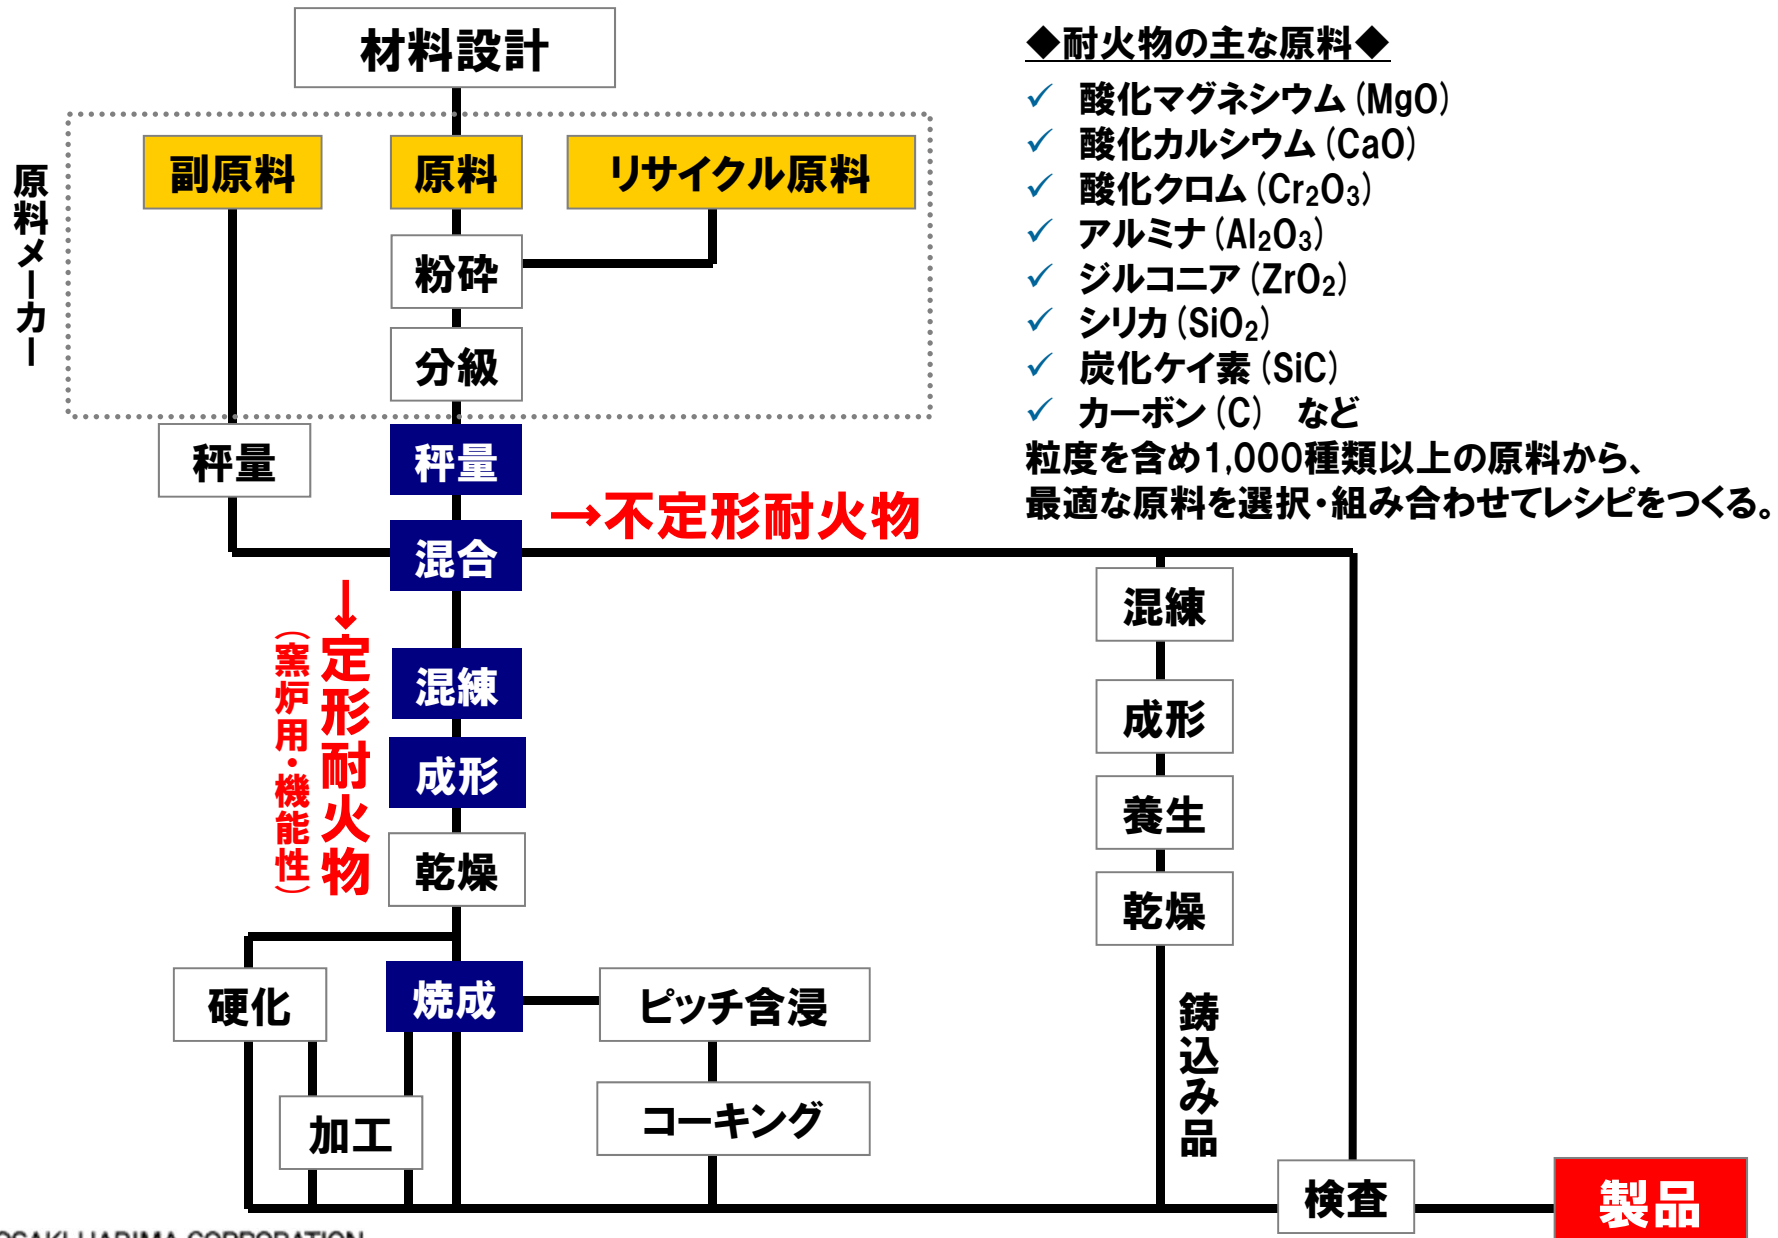 材料設計
原料メーカー
副原料
原料
リサイクル原料
粉砕
分級
秤量
秤量
→不定形耐火物
混合
→定形耐火物
（窯炉用・機能性）
混練
成形
乾燥
硬化
焼成
ピッチ含浸
加工
コーキング
混練
成形
養生
乾燥
鋳込み品
検査
製品
◆耐火物の主な原料◆
✓ 酸化マグネシウム(MgO)
✓ 酸化カルシウム(CaO)
✓ 酸化クロム(Cr2O3)
✓ アルミナ(Al2O3)
✓ ジルコニア(ZrO2)
✓ シリカ(SiO2)
✓ 炭化ケイ素(SiC)
✓ カーボン(C)　など
粒度を含め1,000種類以上の原料から、
最適な原料を選択・組み合わせてレシピをつくる。